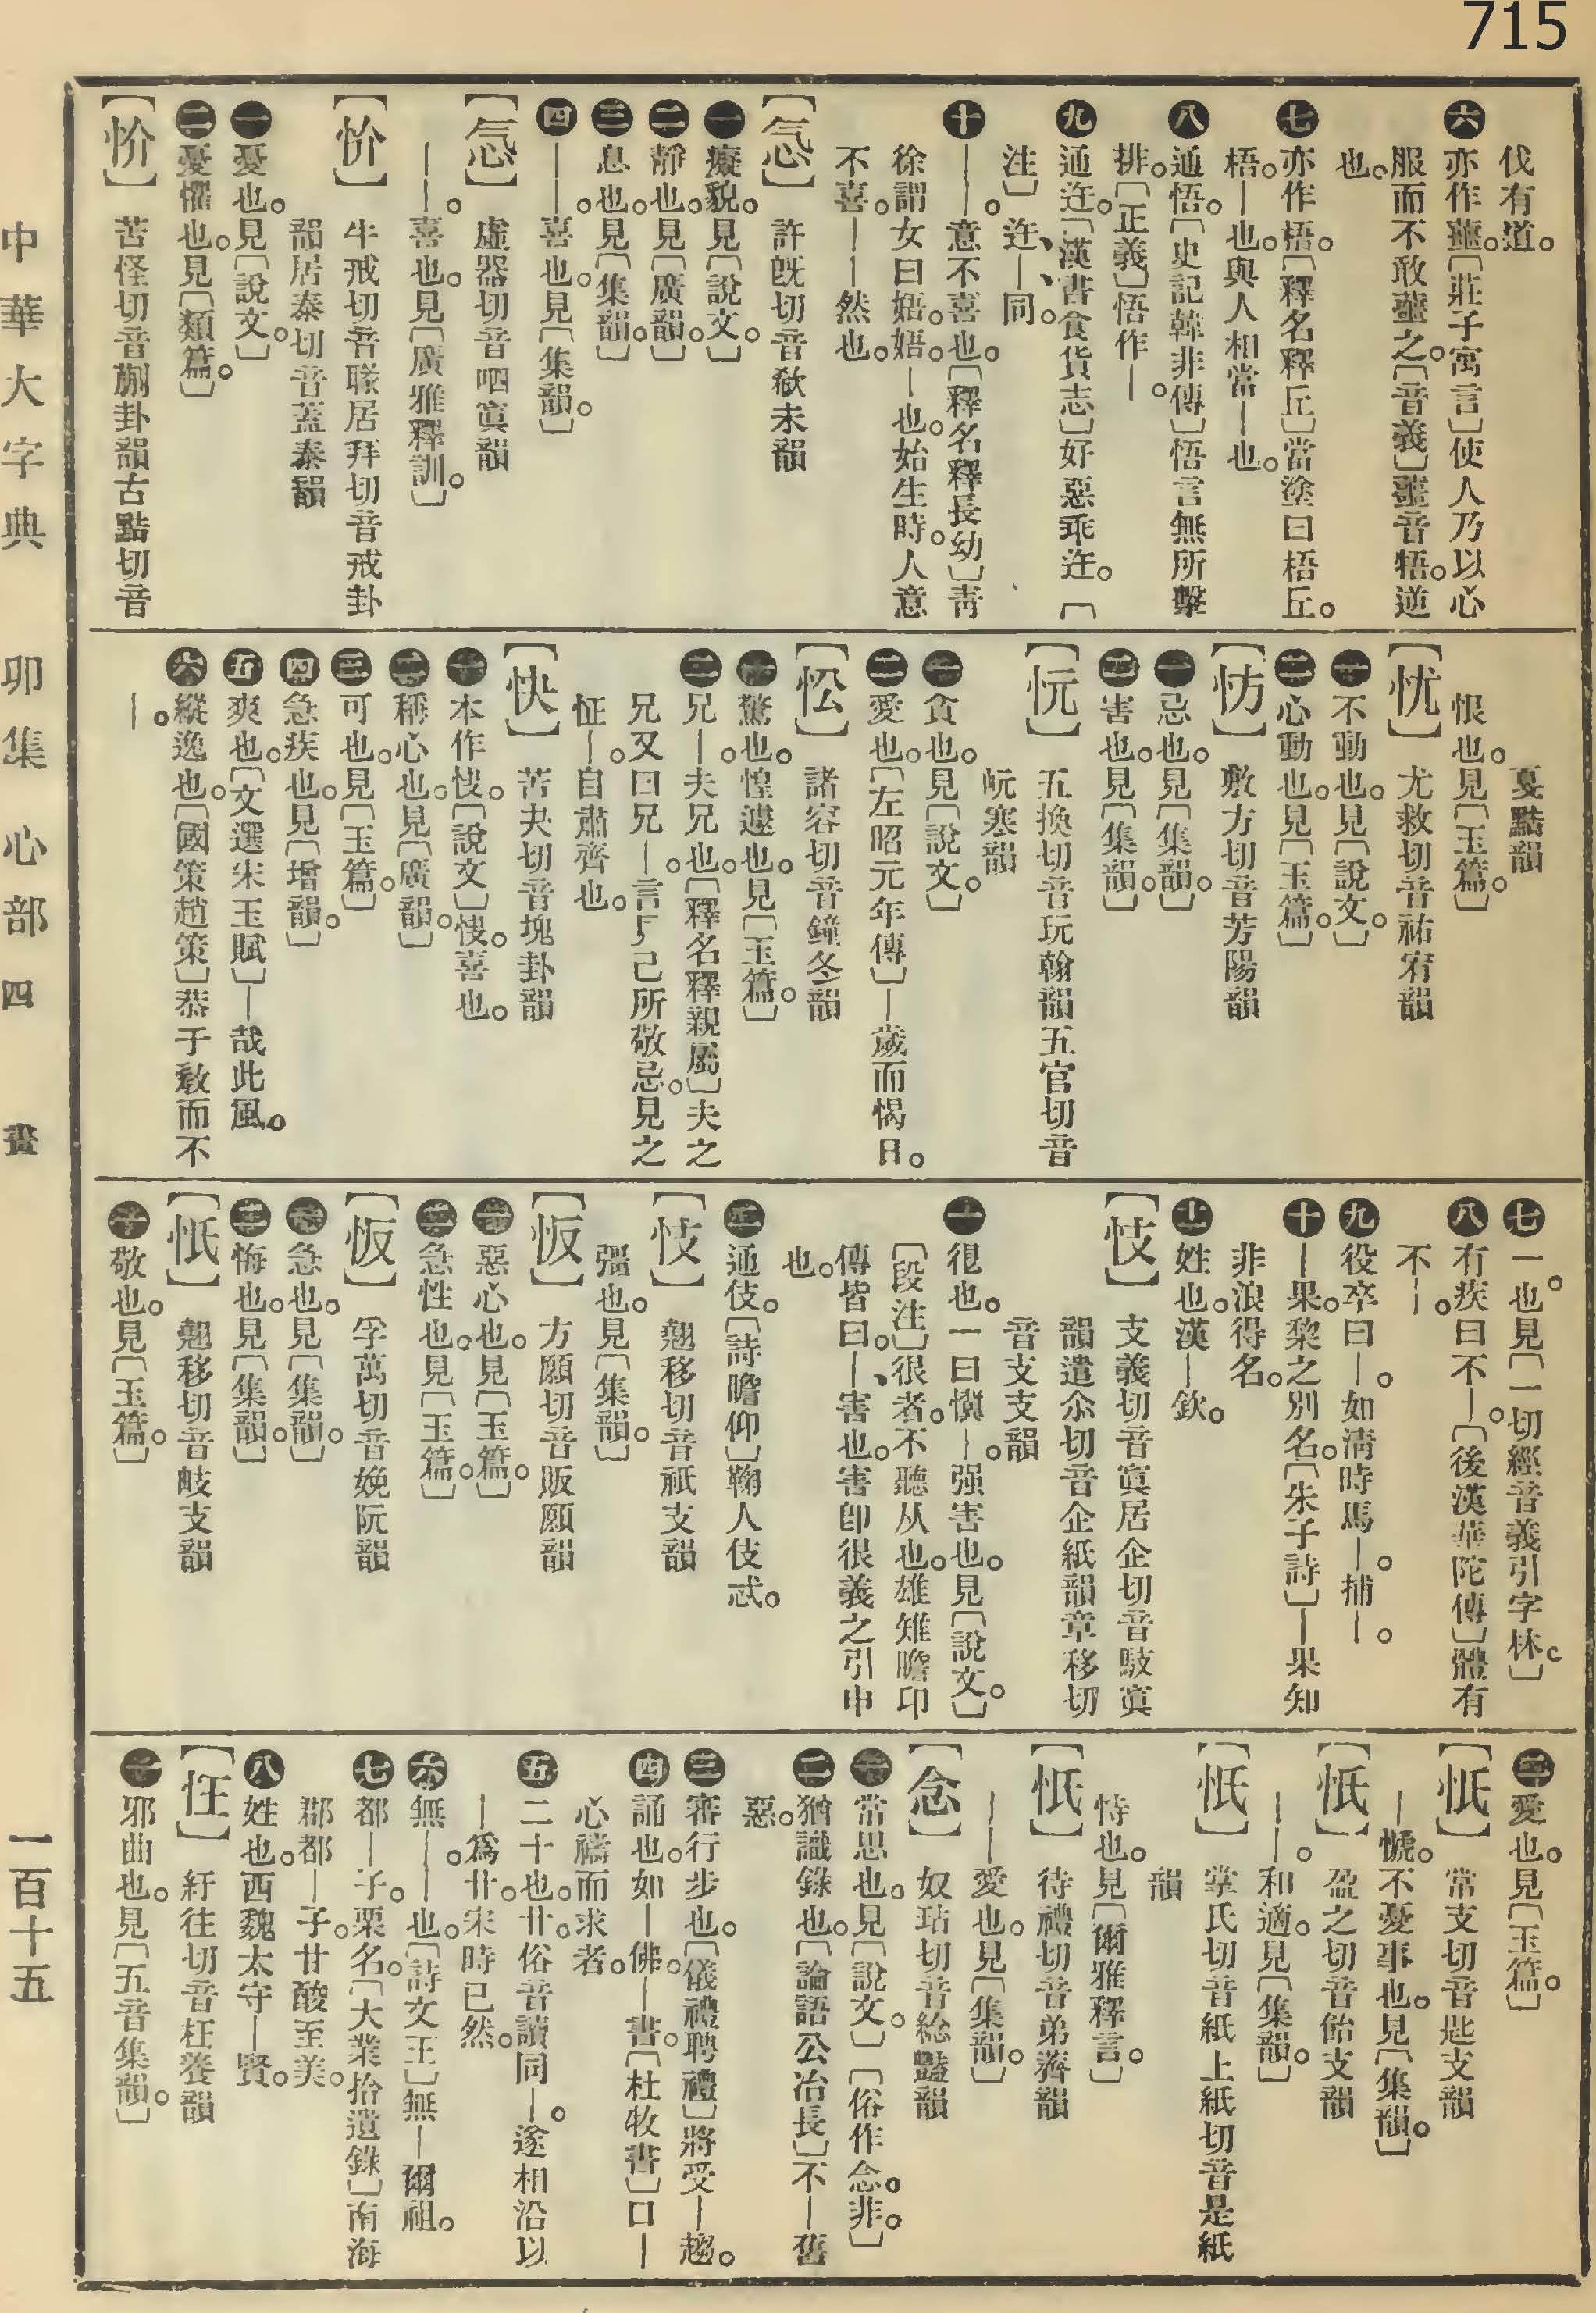 715
伐有道。
六亦作蘁。〔莊子寓言〕使人乃以心
服而不敢蘁之。〔音義〕蘁音牾。逆
也。
七亦作梧。〔釋名釋丘〕當塗曰梧丘。
梧｜也。與人相當｜也。
八通悟。〔史記韓非傳〕悟言無所擊
排。〔正義〕悟作｜。
九通迕。〔漢書食貨志〕好惡乖迕。〔
注〕迕、｜、同。
十｜。意不喜也。〔釋名釋長幼〕靑
徐謂女曰娪。娪｜也。始生時。人意
不喜。｜｜然也。
〔忥〕許旣切音欷未韻
一癡貌。見〔說文。〕
二靜也。見〔廣韻。〕
三息也。見〔集韻。〕
四｜｜。喜也。見〔集韻。〕
〔忥〕虛器切音呬寘韻
｜｜。喜也。見〔廣雅釋訓。〕
〔忦〕牛戒切音聧居拜切音戒卦
韻居泰切音蓋泰韻
一憂也。見〔說文。〕
二憂懼也。見〔類篇。〕
〔忦〕苦怪切音蒯卦韻古黠切音
戛黠韻
恨也。見〔玉篇。〕
〔忧〕尤救切音祐宥韻
一不動也。見〔說文。〕
二心動也。見〔玉篇。〕
〔㤃〕敷方切音芳陽韻
一忌也。見〔集韻。〕
二害也。見〔集韻。〕
〔忨〕五換切音玩翰韻五官切音
岏寒韻
一貪也。見〔說文。〕
二愛也。〔左昭元年傳〕｜歲而愒日。
〔忪〕諸容切音鐘冬韻
一驚也。惶遽也。見〔玉篇。〕
二兄｜。夫兄也。〔釋名釋親屬〕夫之
兄又曰兄｜。言是己所敬忌。見之
怔｜。自肅齊也。
〔快〕苦夬切音塊卦韻
一本作㥦。〔說文〕㥦。喜也。
二稱心也。見〔廣韻。〕
三可也。見〔玉篇。〕
四急疾也。見〔增韻。〕
五爽也。〔文選宋玉賦〕｜哉此風。
六縱逸也。〔國策趙策〕恭于敎而不
｜。
七一。也見〔一切經音義引字林。〕
八有疾曰不｜。〔後漢華陀傳〕體有
不｜。
九役卒曰｜。如淸時馬｜。捕｜。
十｜果。棃之別名。〔朱子詩〕｜果知
非浪得名。
十一姓也。漢｜欽。
〔忮〕支義切音寘居企切音馶寘
韻遣尒切音企紙韻章移切
音支支韻
一很也。一曰懻｜。强害也。見〔說文。〕
〔段注〕很者。不聽从也。雄雉瞻卬
傳皆曰。｜、害也。害卽很義之引申
也。
二通伎。〔詩瞻仰〕鞠人伎忒。
〔忮〕翹移切音祇支韻
彊也。見〔集韻。〕
〔忣〕方願切音販願韻
一惡心也。見〔玉篇。〕
二急性也。見〔玉篇。〕
〔忣〕孚萬切音娩阮韻
一急也。見〔集韻。〕
二悔也。見〔集韻。〕
〔忯〕翹移切音岐支韻
一敬也。見〔玉篇。〕
二愛也。見〔玉篇。〕
〔忯〕常支切音匙支韻
｜㦟。不憂事也。見〔集韻。〕
〔忯〕盈之切音飴支韻
｜｜。和適。見〔集韻。〕
〔忯〕掌氏切音紙上紙切音是紙
韻
恃也。見〔爾雅釋言。〕
〔忯〕待禮切音弟薺韻
｜｜愛也。見〔集韻。〕
〔念〕奴玷切音䋴豔韻
一常思也。見〔說文。〕〔俗作念。非。〕
二猶識錄也。〔論語公冶長〕不｜舊
惡。
三審行步也。〔儀禮聘禮〕將受｜趨。
四誦也。如｜佛。｜書。〔杜牧書〕口｜
心禱而求者。
五二十也。廿。俗音讀同｜。遂相沿以
｜爲廿。宋時已然。
六無｜。｜也。〔詩文王〕無｜爾祖。
七都｜子。栗名。〔大業拾遺錄〕南海
郡都｜子。甘酸至美。
八姓也。西魏太守｜賢。
〔忹〕紆往切音枉養韻
一邪曲也。見〔五音集韻。〕
中華大字典 卯集 心部 四畫 一百十五